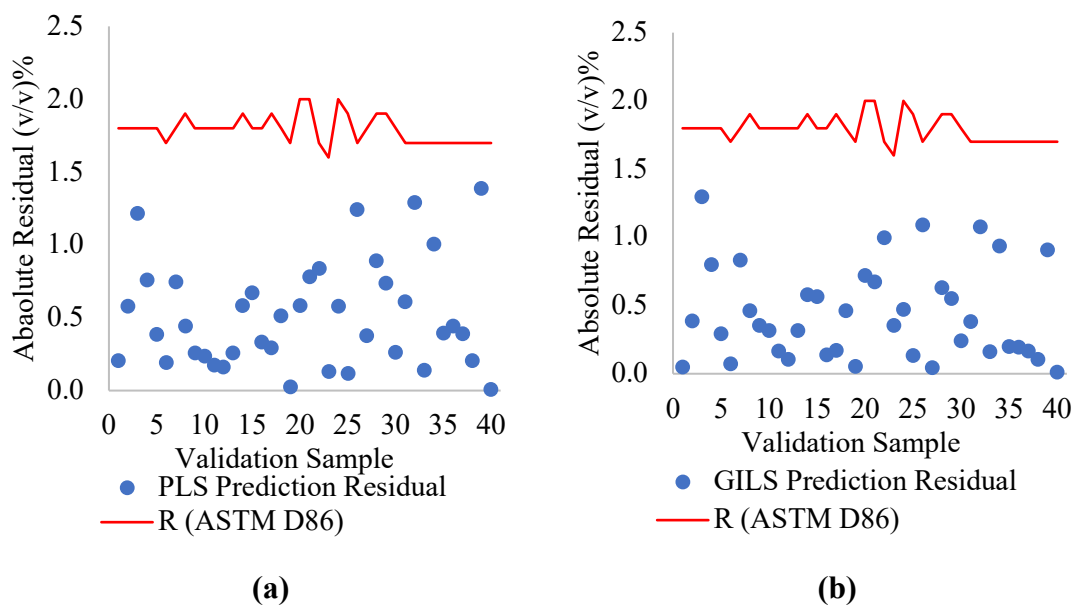 2.5
2.0
1.5
1.0
0.5
0.0
Abaolute Residual (v/v)%
0 5 10 15 20 25 30 35 40
Validation Sample
PLS Prediction Residual
R (ASTM D86)
(a)
2.5
2.0
1.5
1.0
0.5
0.0
Absolute Residual (v/v)%
0 5 10 15 20 25 30 35 40
Validation Sample
GILS Prediction Residual
R (ASTM D86)
(b)